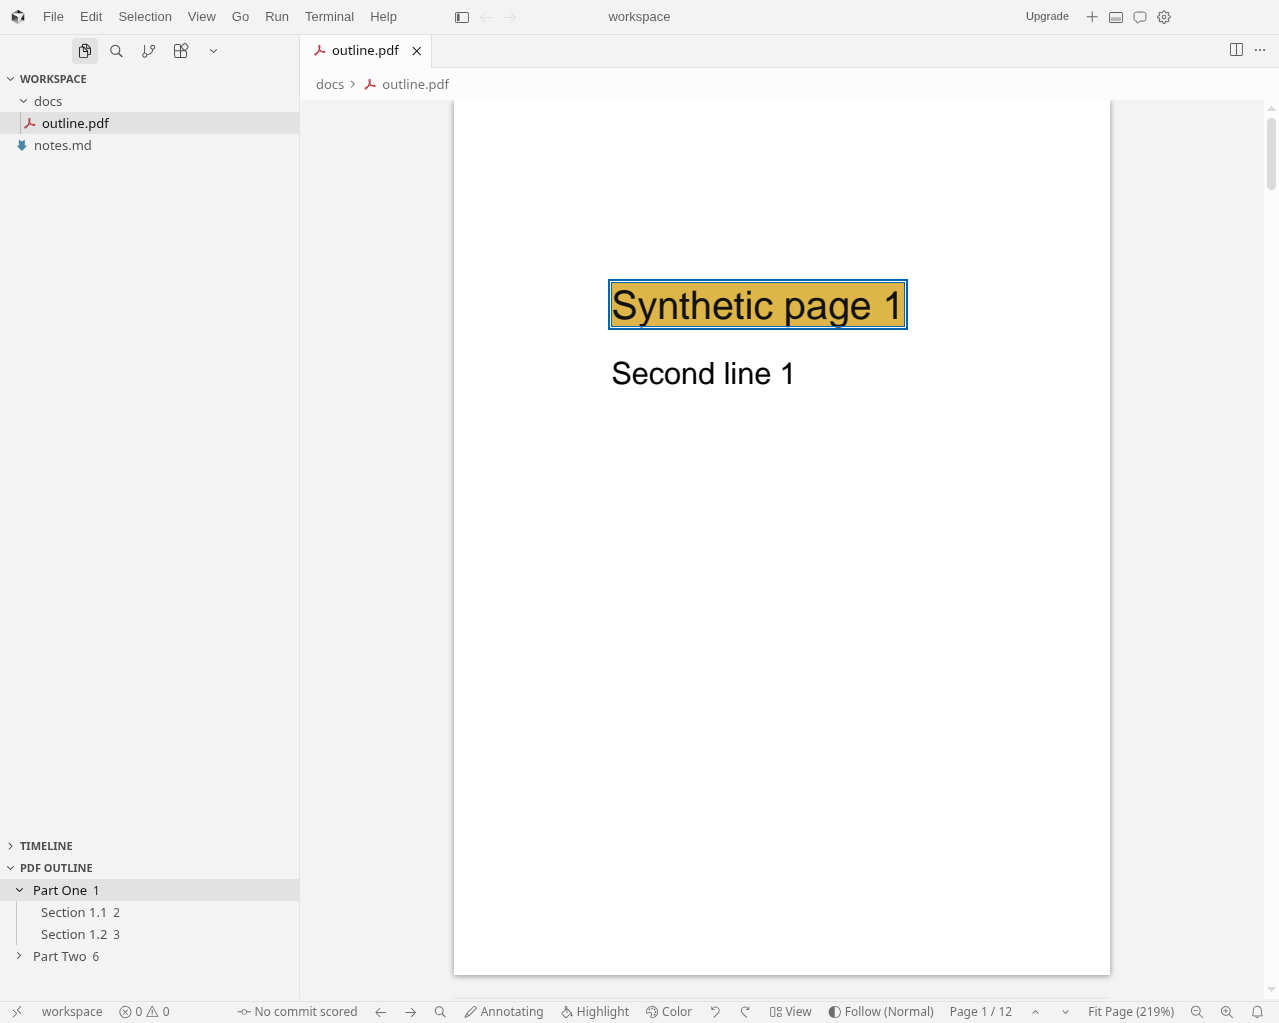 File Edit Selection View Go Run Terminal Help
workspace
Upgrade
WORKSPACE
docs
outline.pdf
notes.md
TIMELINE
PDF OUTLINE
Part One 1
Section 1.1 2
Section 1.2 3
Part Two 6
outline.pdf
docs outline.pdf
Synthetic page 1
Second line 1
workspace 0 0 No commit scored Annotating Highlight Color View Follow (Normal) Page 1 / 12 Fit Page (219%)